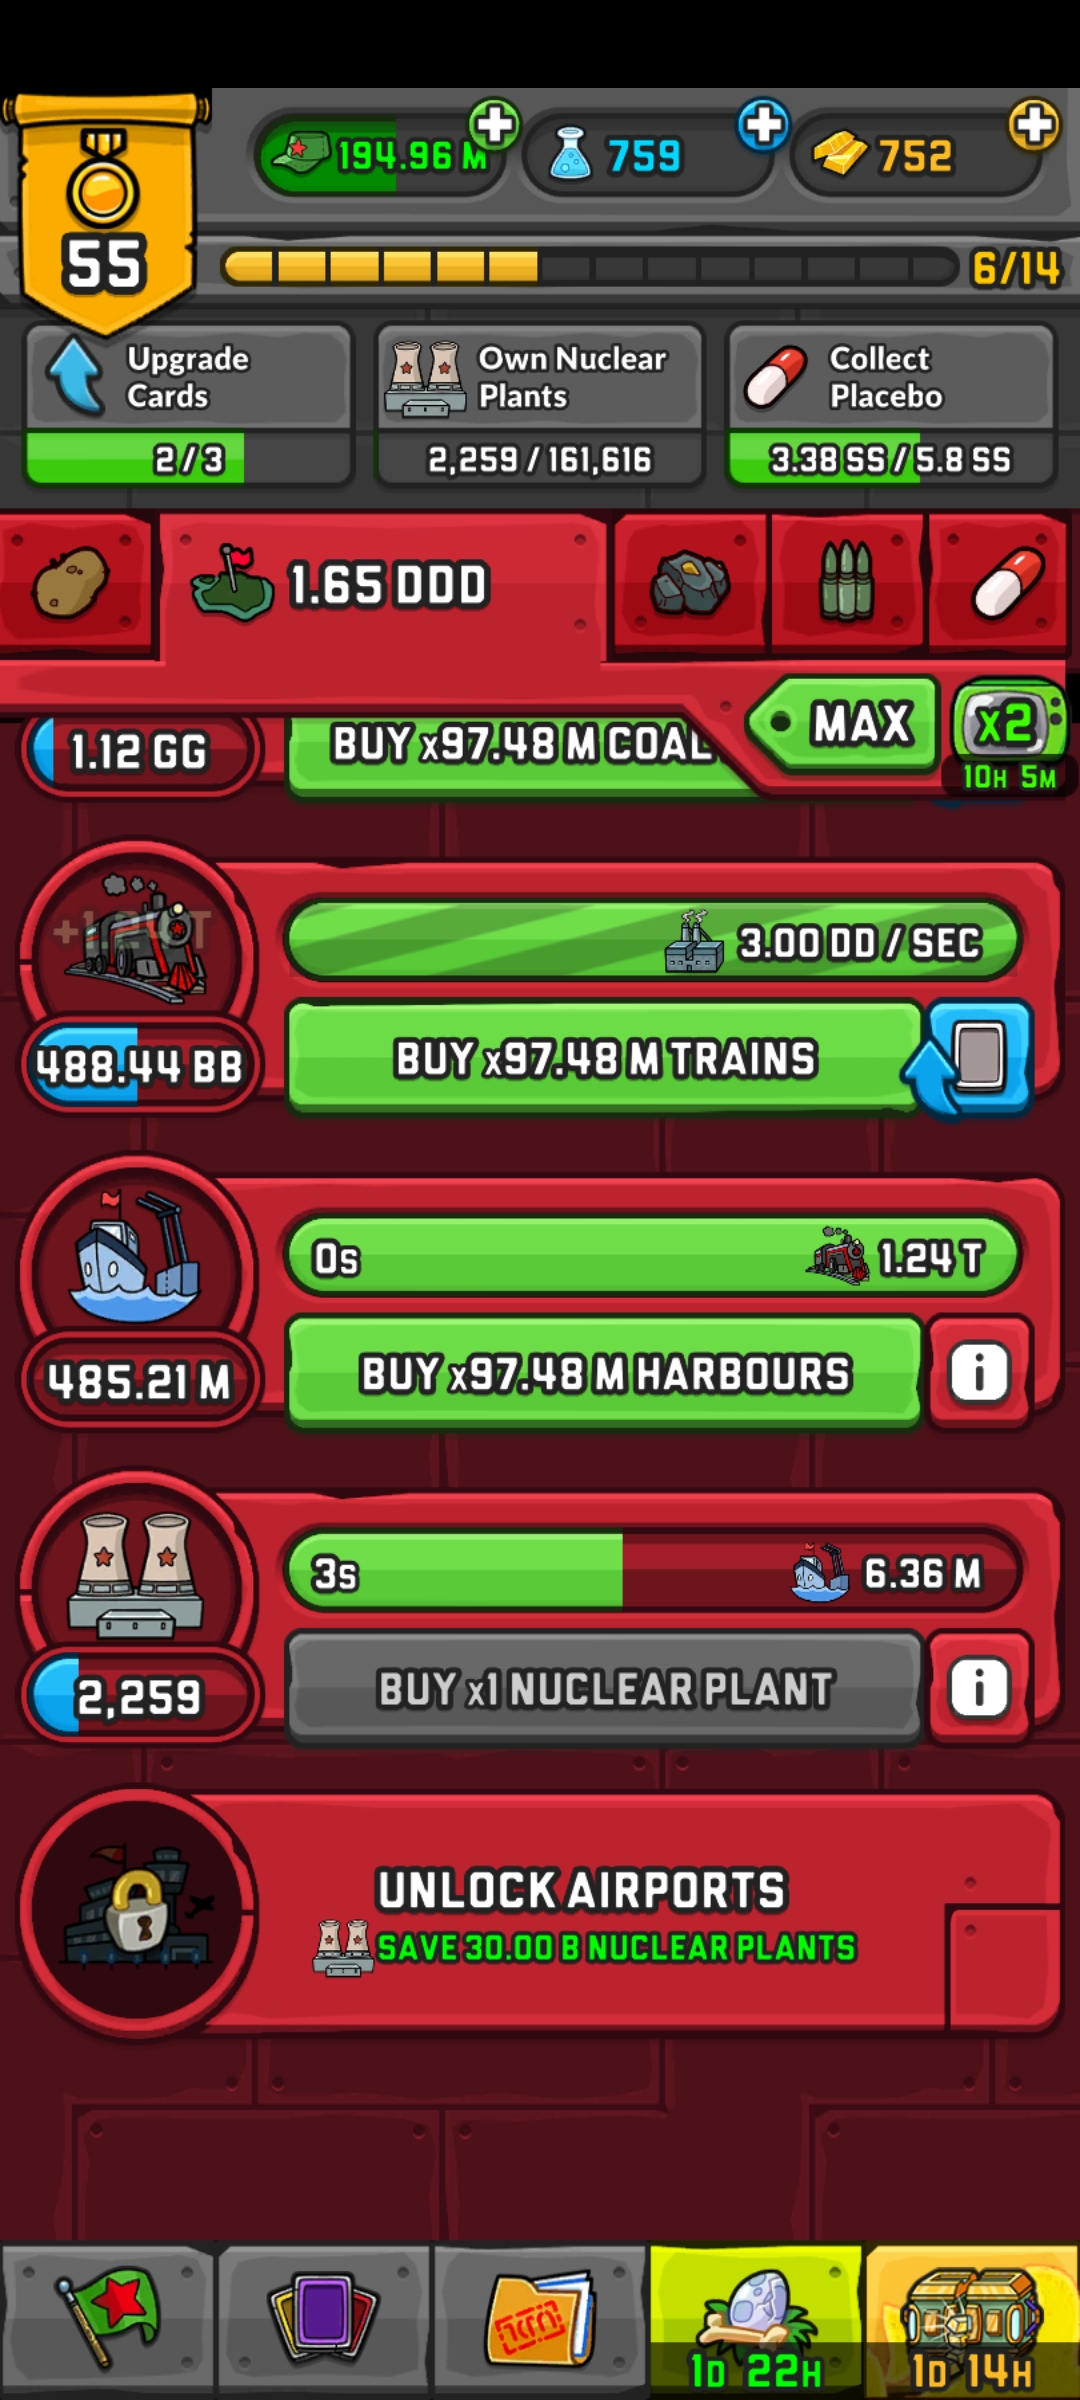 55
194.96 M
759
752
6/14
Upgrade
Cards
2/3
Own Nuclear
Plants
2,259 / 161,616
Collect
Placebo
3.38 SS / 5.8 SS
1.65 DDD
MAX
x2
10H 5M
1.12 GG
BUY x97.48 M COAL
3.00 DD / SEC
488.44 BB
BUY x97.48 M TRAINS
0s
1.24 T
485.21 M
BUY x97.48 M HARBOURS
i
3s
6.36 M
2,259
BUY x1 NUCLEAR PLANT
i
UNLOCK AIRPORTS
SAVE 30.00 B NUCLEAR PLANTS
1D 22H
1D 14H